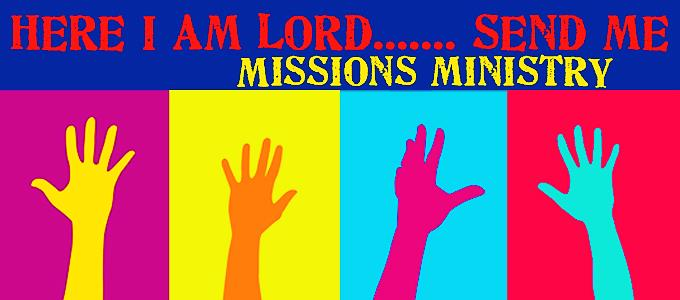 HERE I AM LORD....... SEND ME
MISSIONS MINISTRY